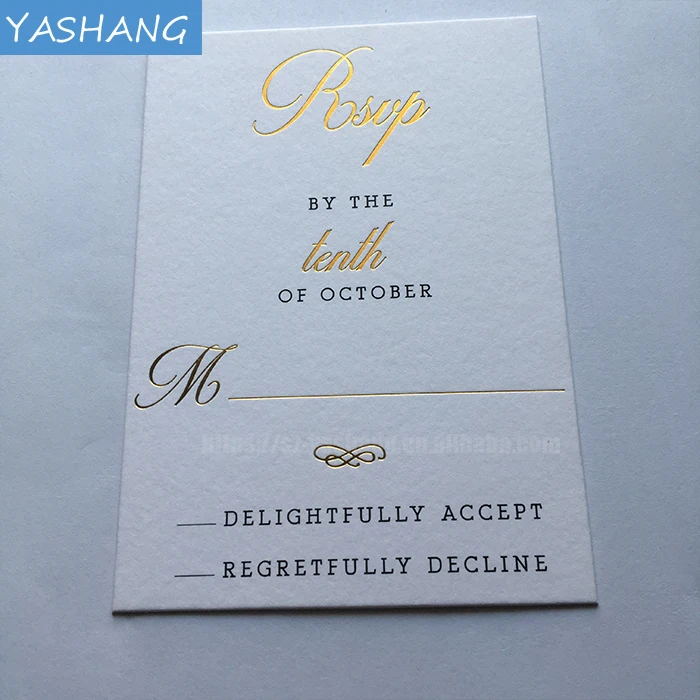 YASHANG
Rsvp
BY THE
tenth
OF OCTOBER
M
DELIGHTFULLY ACCEPT
REGRETFULLY DECLINE